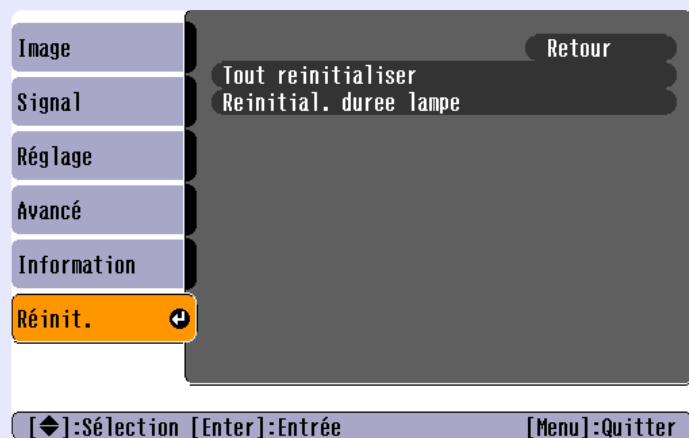 Image
Signal
Réglage
Avancé
Information
Réinit.
Retour
Tout reinitialiser
Reinitial. duree lampe
[◆]:Sélection [Enter]:Entrée [Menu]:Quitter